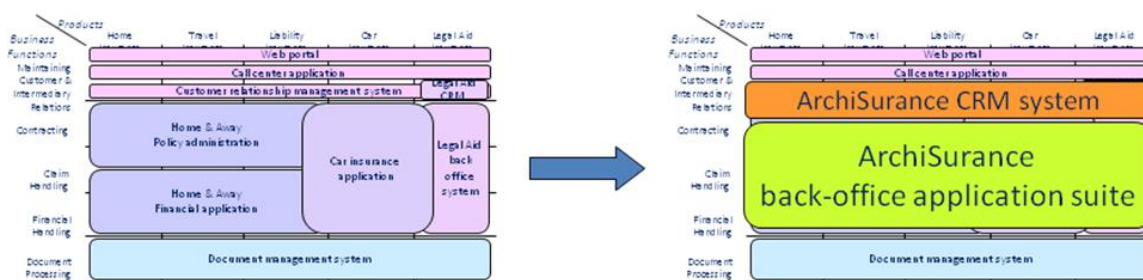 Products
Business
Functions
Home
Travel
Liability
Car
Legal Aid
Web portal
Maintaining
Customer &
Intermediary
Relations
Call center application
Customer relationship management system
Legal Aid
CRM
Contracting
Home & Away
Policy administration
Car insurance
application
Legal Aid
back
office
system
Claim
Handling
Home & Away
Financial application
Financial
Handling
Document
Processing
Document management system
Products
Business
Functions
Home
Travel
Liability
Car
Legal Aid
Web portal
Maintaining
Customer &
Intermediary
Relations
Call center application
ArchiSurance CRM system
Contracting
ArchiSurance
back-office application suite
Claim
Handling
Financial
Handling
Document
Processing
Document management system